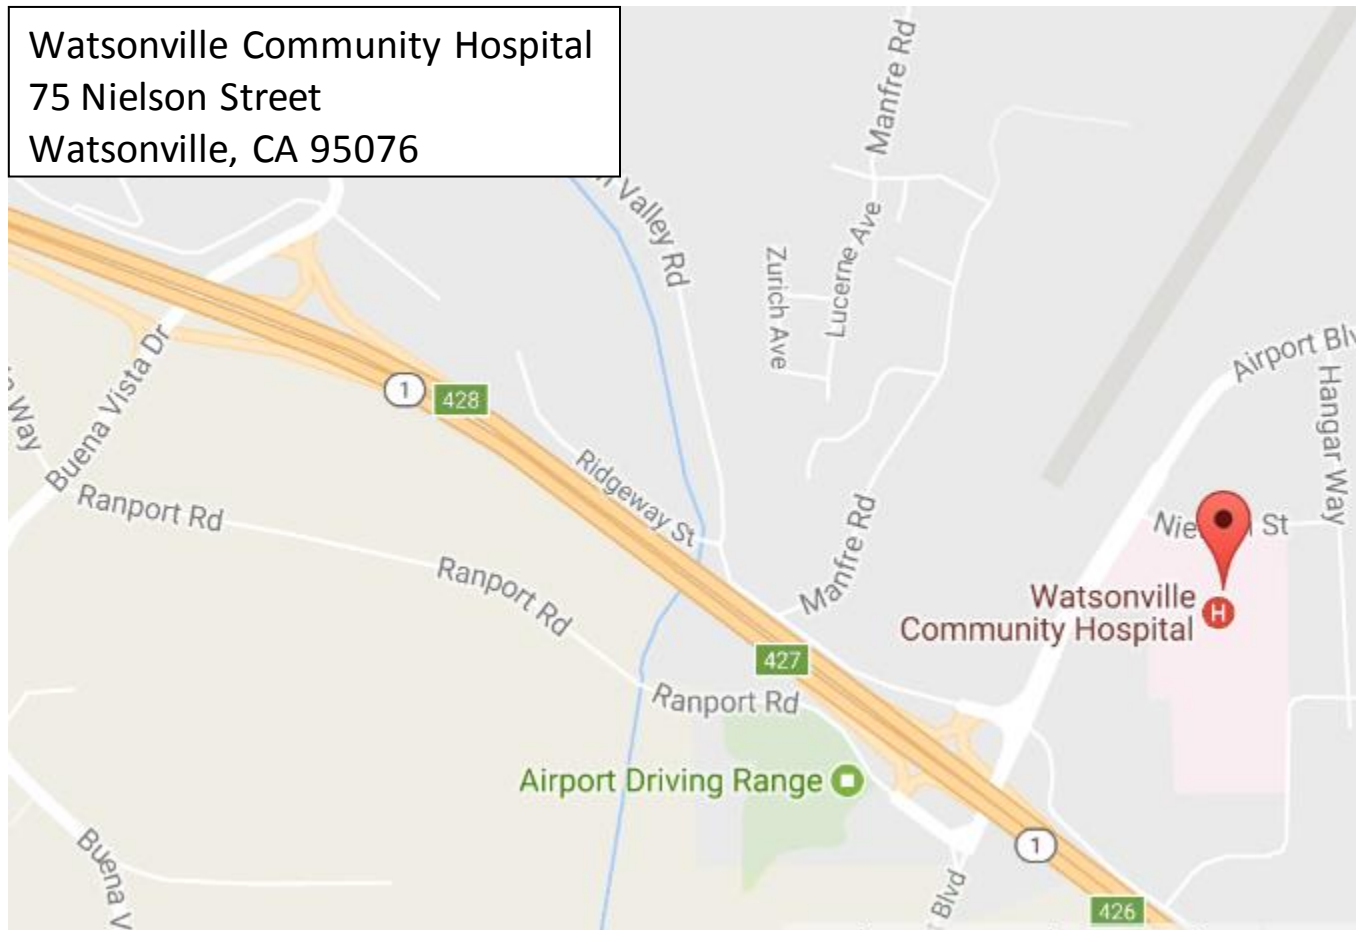 Watsonville Community Hospital
75 Nielson Street
Watsonville, CA 95076
Manfre Rd
Valley Rd
Lucerne Ave
Zurich Ave
Airport
Hangar Way
Buena Vista Dr
1
428
Way
Ridgeway St
Ranport Rd
Ranport Rd
Manfre Rd
St
Watsonville
Community Hospital
H
427
Ranport Rd
Airport Driving Range
1
Buena V
Blvd
426